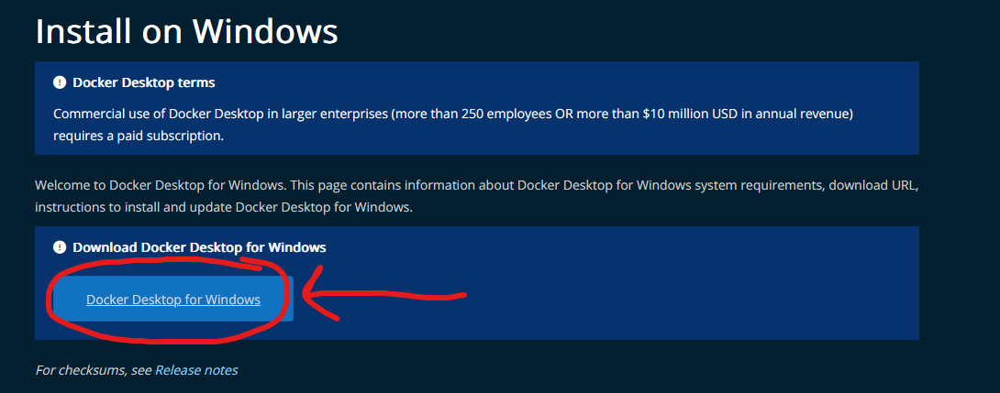 Install on Windows
Docker Desktop terms
Commercial use of Docker Desktop in larger enterprises (more than 250 employees OR more than $10 million USD in annual revenue)
requires a paid subscription.
Welcome to Docker Desktop for Windows. This page contains information about Docker Desktop for Windows system requirements, download URL,
instructions to install and update Docker Desktop for Windows.
Download Docker Desktop for Windows
Docker Desktop for Windows
For checksums, see Release notes